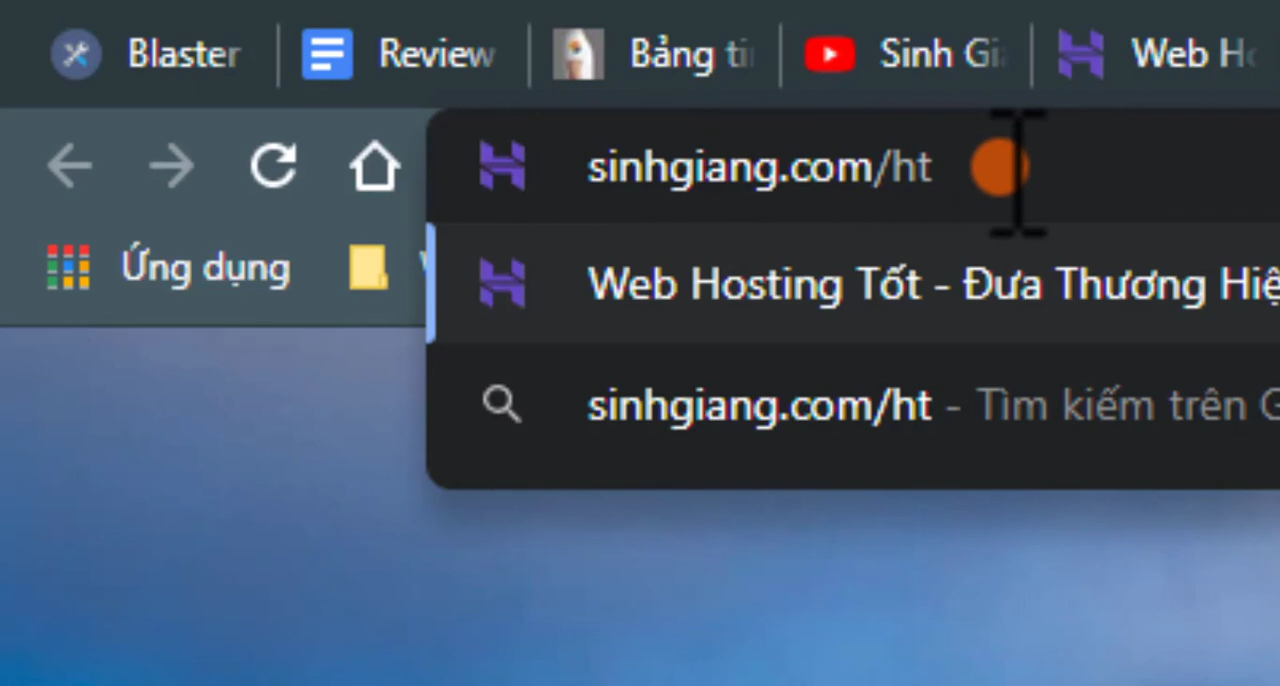 Blaster Review Bảng Sinh Web
sinhgiang.com/ht
Ứng dụng
Web Hosting Tốt - Đưa Thương
sinhgiang.com/ht - Tìm kiếm trên